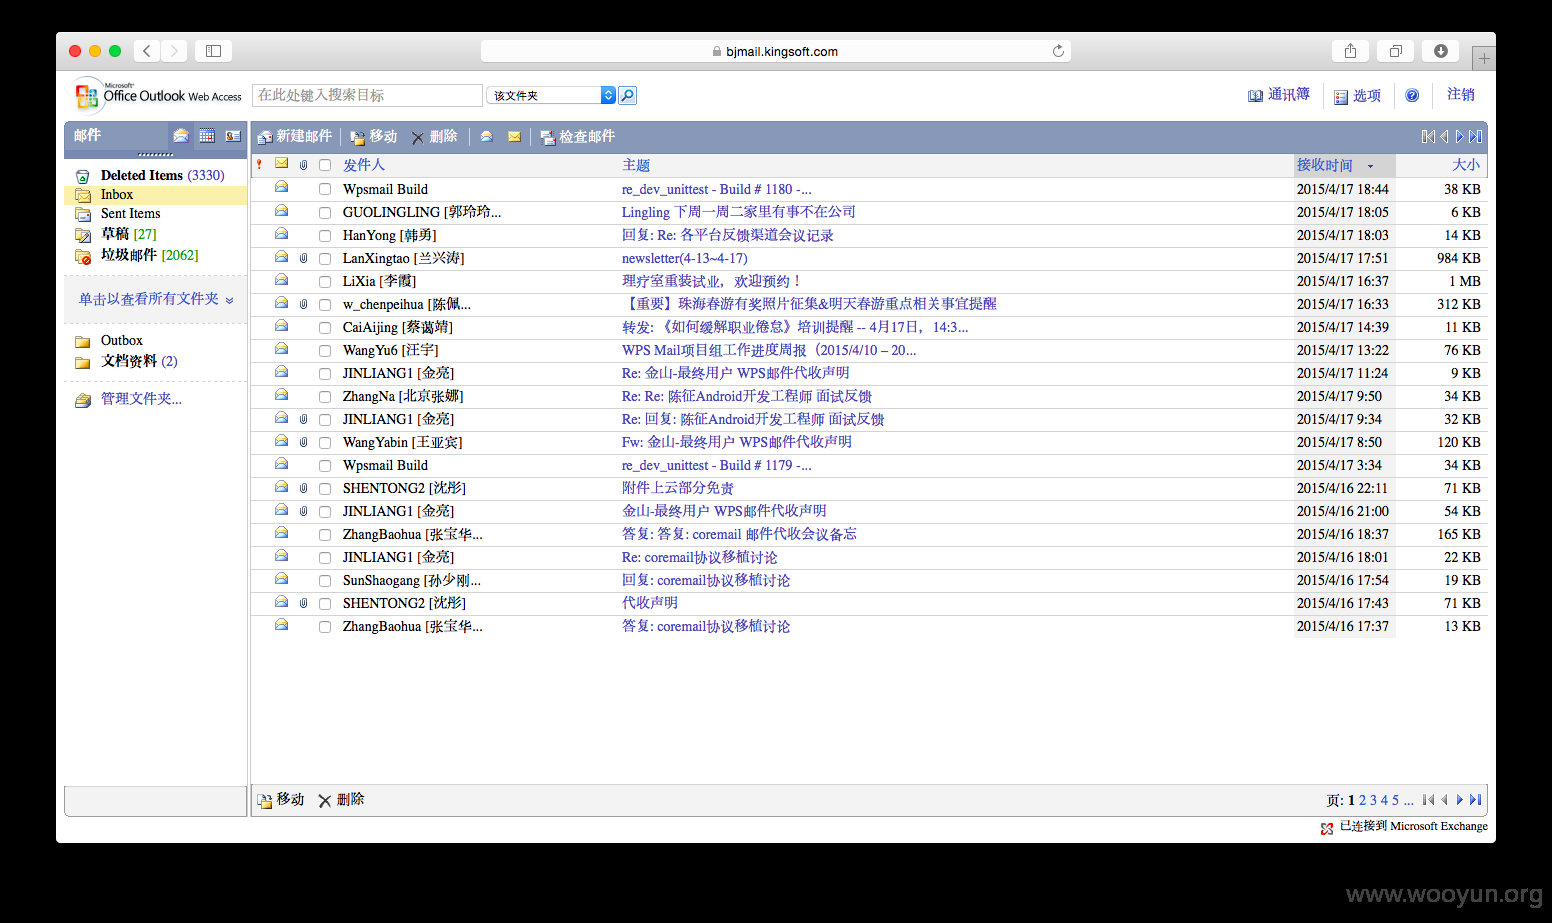 bjmail.kingsoft.com
Microsoft®
Office Outlook Web Access
在此处键入搜索目标
该文件夹
通讯簿
选项
注销
邮件
新建邮件 移动 删除 检查邮件
发件人 主题 接收时间 大小
Deleted Items (3330)
Inbox
Sent Items
草稿 [27]
垃圾邮件 [2062]
单击以查看所有文件夹
Outbox
文档资料 (2)
管理文件夹...
Wpsmail Build re_dev_unittest - Build # 1180 -... 2015/4/17 18:44 38 KB
GUOLINGLING [郭玲玲... Lingling 下周一周二家里有事不在公司 2015/4/17 18:05 6 KB
HanYong [韩勇] 回复: Re: 各平台反馈渠道会议记录 2015/4/17 18:03 14 KB
LanXingtao [兰兴涛] newsletter(4-13~4-17) 2015/4/17 17:51 984 KB
LiXia [李霞] 理疗室重装试业，欢迎预约！ 2015/4/17 16:37 1 MB
w_chenpeihua [陈佩... 【重要】珠海春游有奖照片征集&明天春游重点相关事宜提醒 2015/4/17 16:33 312 KB
CaiAijing [蔡蔼靖] 转发: 《如何缓解职业倦怠》培训提醒 -- 4月17日，14:3... 2015/4/17 14:39 11 KB
WangYu6 [汪宇] WPS Mail项目组工作进度周报（2015/4/10 – 20... 2015/4/17 13:22 76 KB
JINLIANG1 [金亮] Re: 金山-最终用户 WPS邮件代收声明 2015/4/17 11:24 9 KB
ZhangNa [北京张娜] Re: Re: 陈征Android开发工程师 面试反馈 2015/4/17 9:50 34 KB
JINLIANG1 [金亮] Re: 回复: 陈征Android开发工程师 面试反馈 2015/4/17 9:34 32 KB
WangYabin [王亚宾] Fw: 金山-最终用户 WPS邮件代收声明 2015/4/17 8:50 120 KB
Wpsmail Build re_dev_unittest - Build # 1179 -... 2015/4/17 3:34 34 KB
SHENTONG2 [沈彤] 附件上云部分免责 2015/4/16 22:11 71 KB
JINLIANG1 [金亮] 金山-最终用户 WPS邮件代收声明 2015/4/16 21:00 54 KB
ZhangBaohua [张宝华... 答复: 答复: coremail 邮件代收会议备忘 2015/4/16 18:37 165 KB
JINLIANG1 [金亮] Re: coremail协议移植讨论 2015/4/16 18:01 22 KB
SunShaogang [孙少刚... 回复: coremail协议移植讨论 2015/4/16 17:54 19 KB
SHENTONG2 [沈彤] 代收声明 2015/4/16 17:43 71 KB
ZhangBaohua [张宝华... 答复: coremail协议移植讨论 2015/4/16 17:37 13 KB
移动 删除 页: 1 2 3 4 5 ...
已连接到 Microsoft Exchange
www.wooyun.org